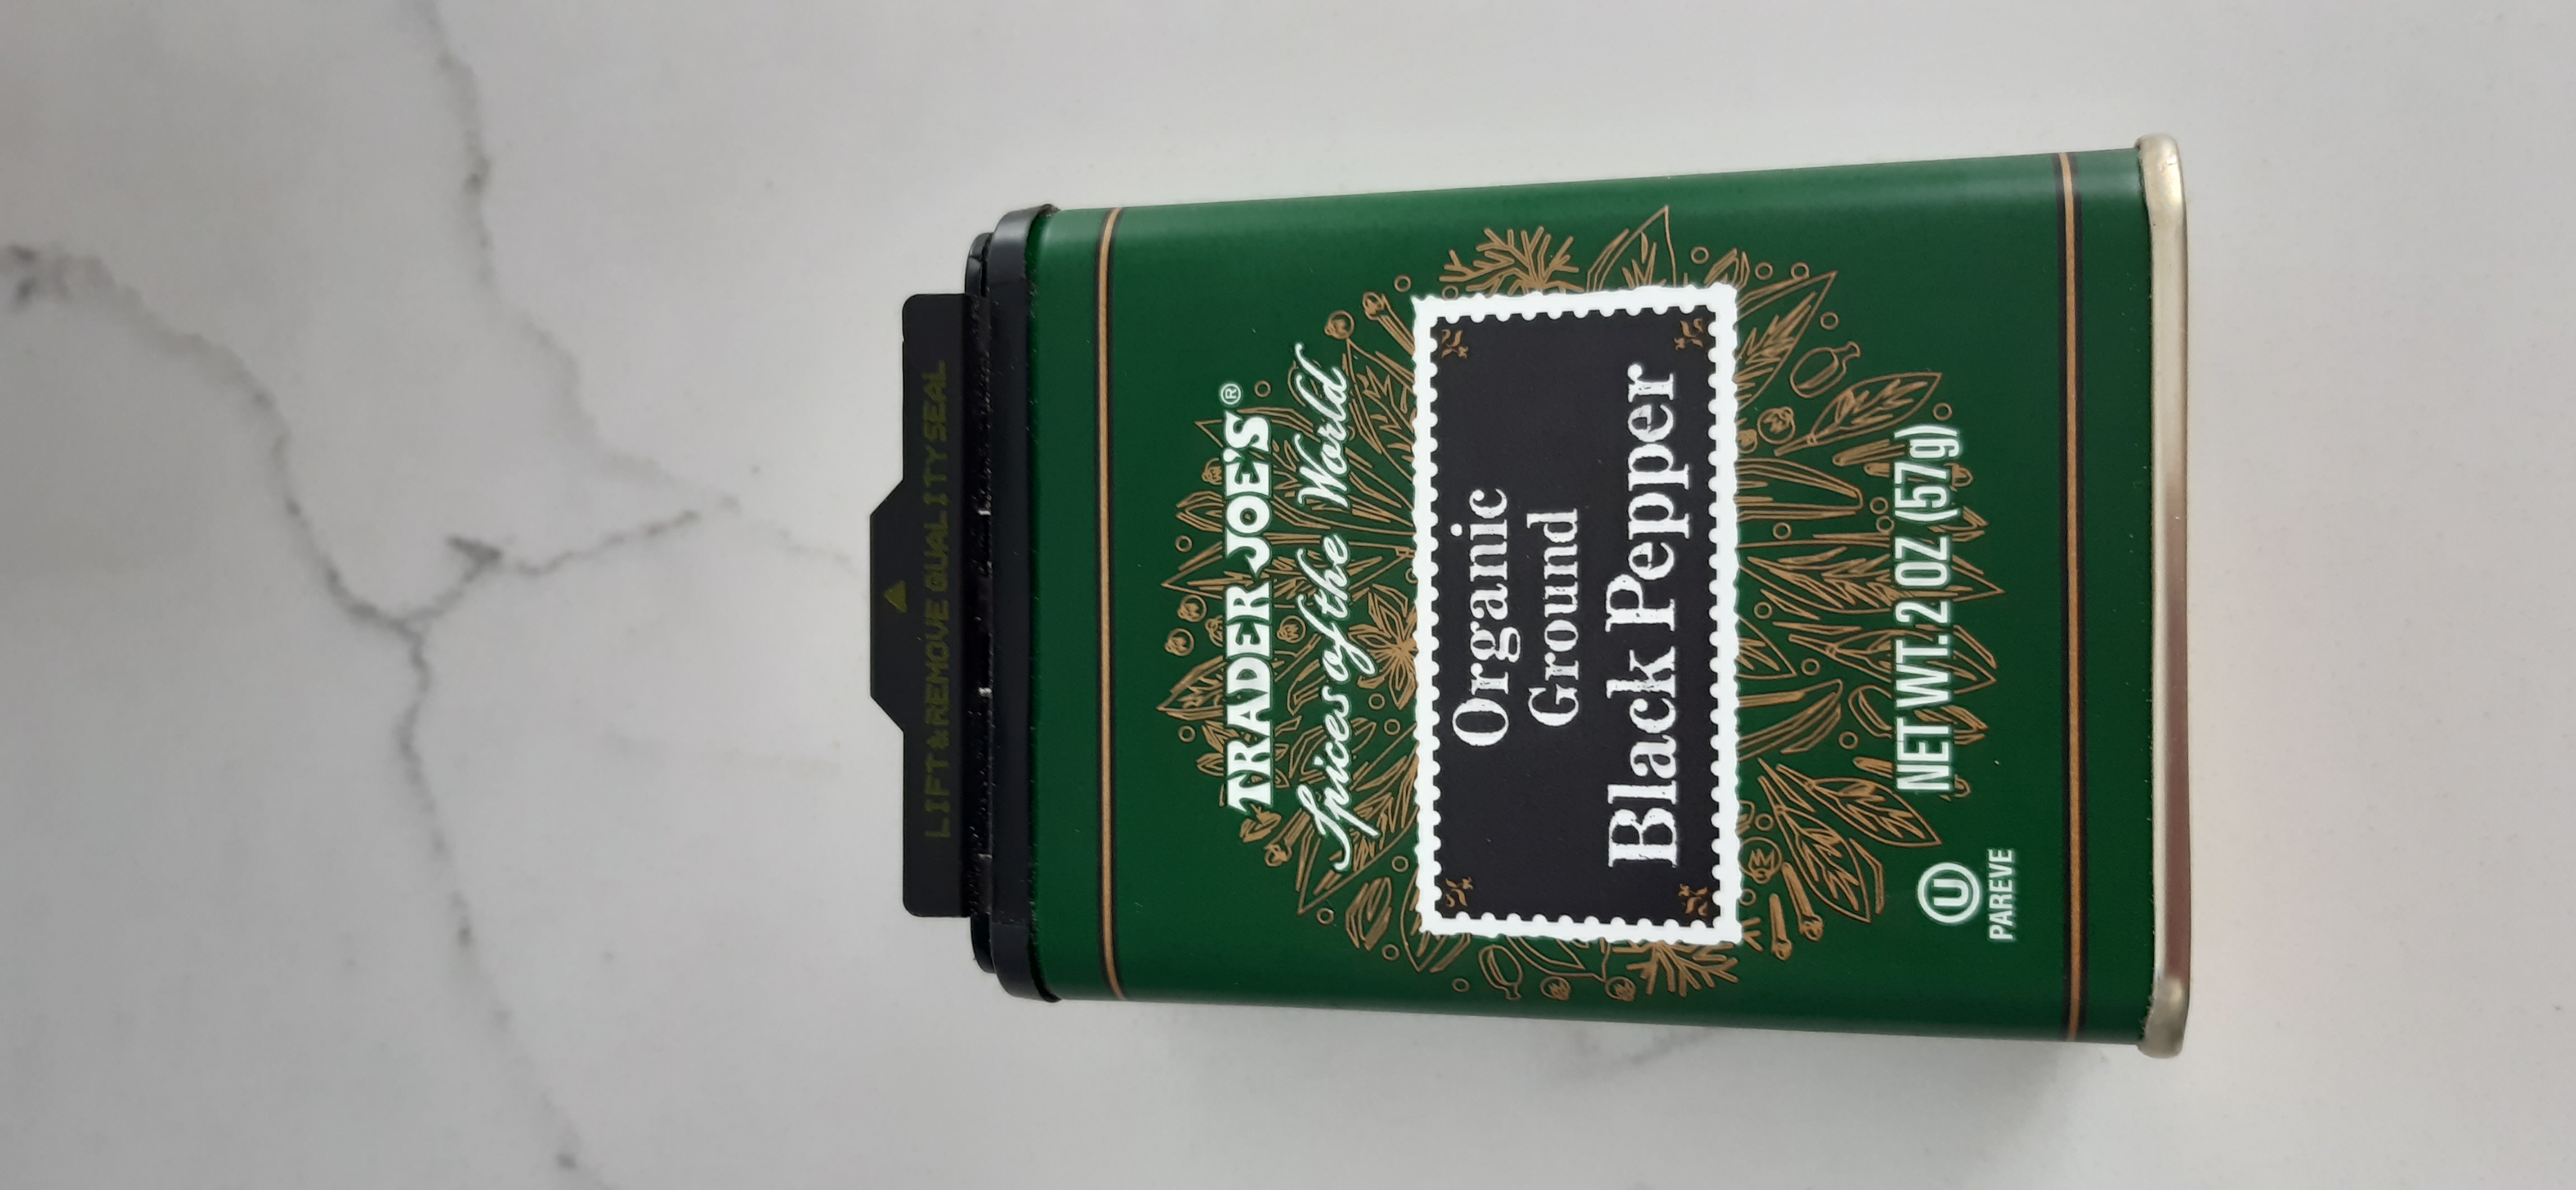 LIFT & REMOVE QUALITY SEAL
TRADER JOE'S®
Spices of the World
Organic
Ground
Black Pepper
NET WT. 2 OZ (57g)
U
PAREVE